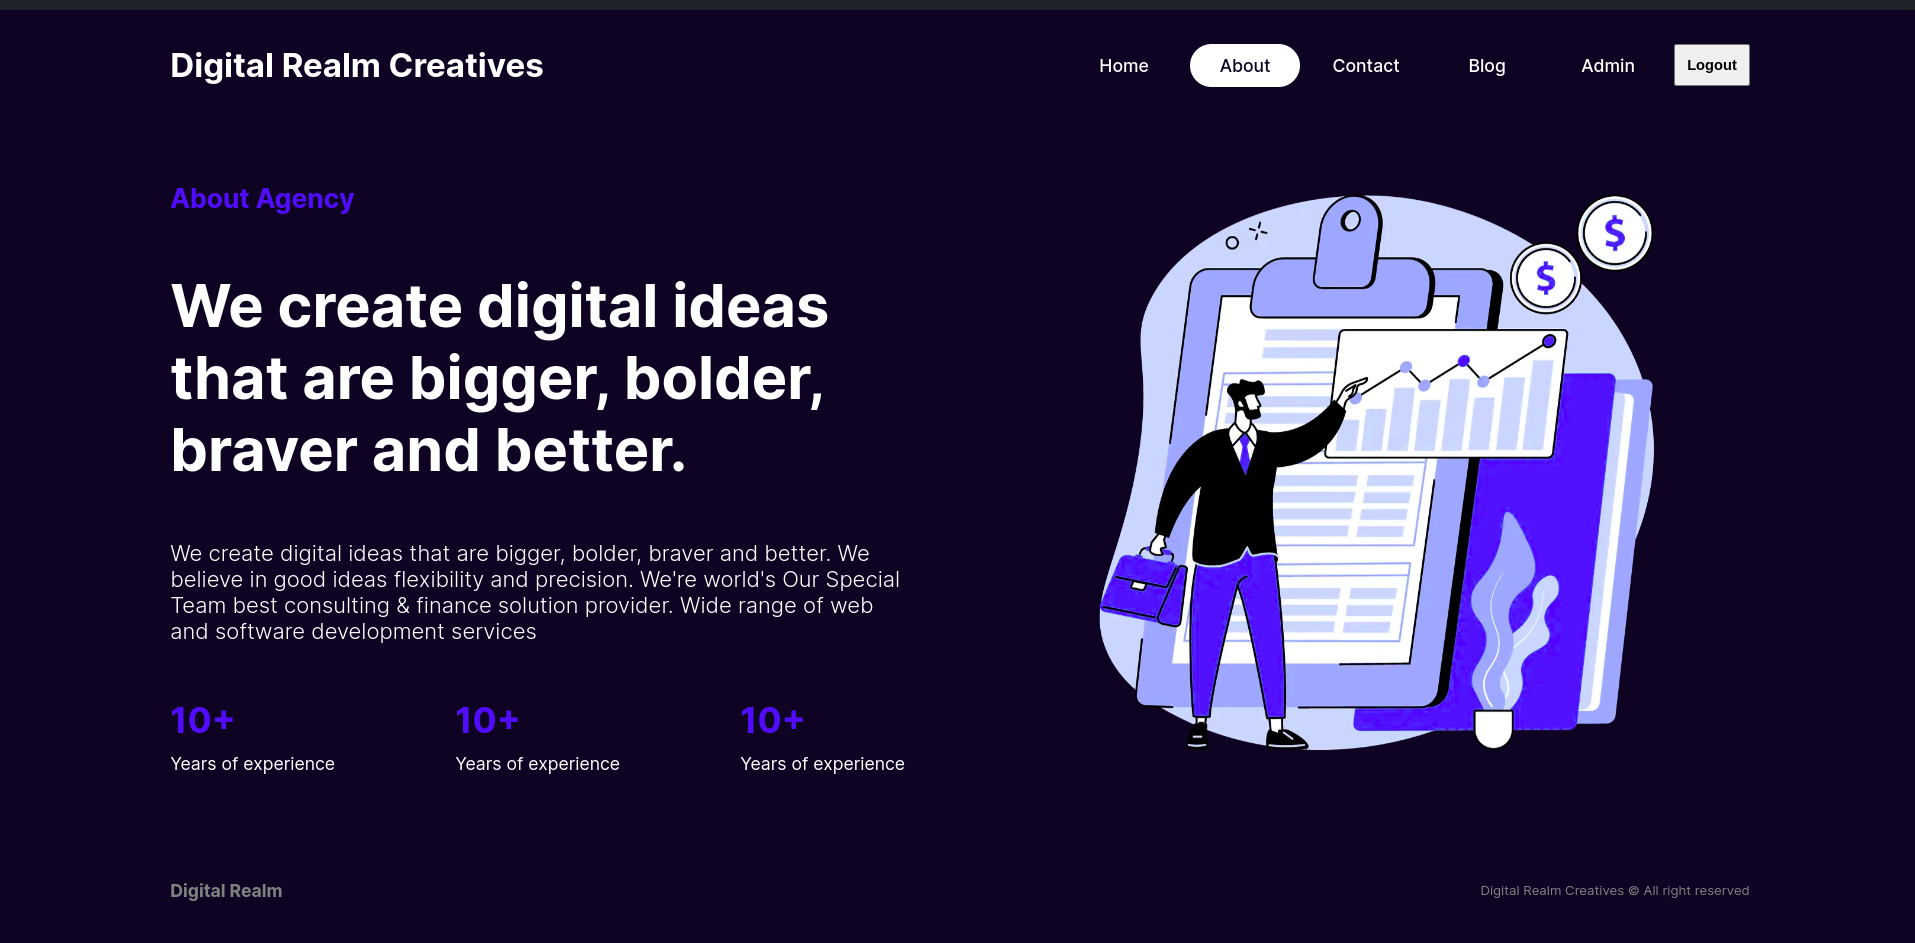 Digital Realm Creatives
Home About Contact Blog Admin Logout
About Agency
We create digital ideas
that are bigger, bolder,
braver and better.
We create digital ideas that are bigger, bolder, braver and better. We
believe in good ideas flexibility and precision. We're world's Our Special
Team best consulting & finance solution provider. Wide range of web
and software development services
10+ 10+ 10+
Years of experience Years of experience Years of experience
$
$
Digital Realm
Digital Realm Creatives © All right reserved